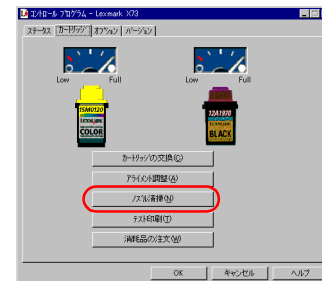 コントロール プログラム - Lexmark X73
ステータス カートリッジ オプション バージョン
Low Full Low Full
15M0120 12A1970
LEXMARK
COLOR BLACK
カートリッジの交換(C)
アライメント調整(A)
ノズル清掃(N)
テスト印刷(T)
消耗品の注文(W)
OK キャンセル ヘルプ